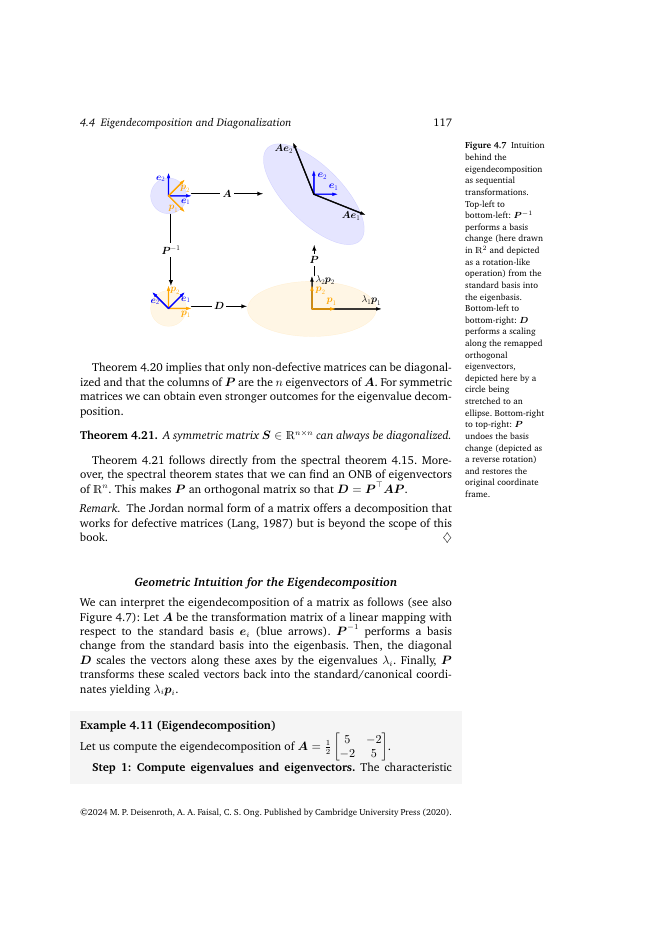 4.4 Eigendecomposition and Diagonalization 117
e₂
p₂
e₁
p₁
A
Ae₂
e₂
e₁
Ae₁
P⁻¹
P
e₂
p₂
e₁
p₁
D
λ₂p₂
p₂
p₁
λ₁p₁
Figure 4.7 Intuition
behind the
eigendecomposition
as sequential
transformations.
Top-left to
bottom-left: P⁻¹
performs a basis
change (here drawn
in ℝ² and depicted
as a rotation-like
operation) from the
standard basis into
the eigenbasis.
Bottom-left to
bottom-right: D
performs a scaling
along the remapped
orthogonal
eigenvectors,
depicted here by a
circle being
stretched to an
ellipse. Bottom-right
to top-right: P
undoes the basis
change (depicted as
a reverse rotation)
and restores the
original coordinate
frame.
Theorem 4.20 implies that only non-defective matrices can be diagonal-
ized and that the columns of P are the n eigenvectors of A. For symmetric
matrices we can obtain even stronger outcomes for the eigenvalue decom-
position.
Theorem 4.21. A symmetric matrix S ∈ ℝⁿˣⁿ can always be diagonalized.
Theorem 4.21 follows directly from the spectral theorem 4.15. More-
over, the spectral theorem states that we can find an ONB of eigenvectors
of ℝⁿ. This makes P an orthogonal matrix so that D = P⊤AP.
Remark. The Jordan normal form of a matrix offers a decomposition that
works for defective matrices (Lang, 1987) but is beyond the scope of this
book. ♢
Geometric Intuition for the Eigendecomposition
We can interpret the eigendecomposition of a matrix as follows (see also
Figure 4.7): Let A be the transformation matrix of a linear mapping with
respect to the standard basis eᵢ (blue arrows). P⁻¹ performs a basis
change from the standard basis into the eigenbasis. Then, the diagonal
D scales the vectors along these axes by the eigenvalues λᵢ. Finally, P
transforms these scaled vectors back into the standard/canonical coordi-
nates yielding λᵢpᵢ.
Example 4.11 (Eigendecomposition)
Let us compute the eigendecomposition of A = ½ [5 −2; −2 5].
Step 1: Compute eigenvalues and eigenvectors. The characteristic
©2024 M. P. Deisenroth, A. A. Faisal, C. S. Ong. Published by Cambridge University Press (2020).